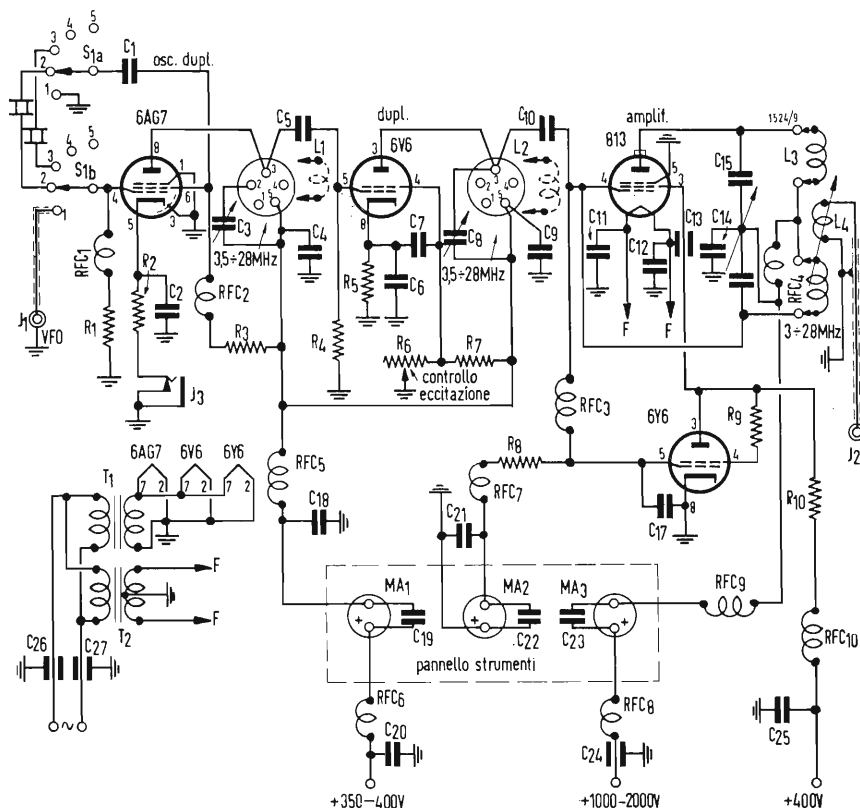 5
4
3
S1a
C1
2
osc. dupl.
1
6AG7
8
C5
L1
dupl.
6V6
3
L2
C10
amplif.
813
1524/9
L3
C15
3
4
5
S1b
2
4
1
6
3
5
2
3
4
1
5
C3
3,5÷28MHz
C4
5
4
8
C7
C6
R5
2
3
4
1
5
C8
3,5÷28MHz
C9
4
5
3
C11
C12
C13
C14
F
F
RFC4
L4
3÷28MHz
J1
VFO
1
RFC1
R1
R2
C2
J3
RFC2
R3
R4
R6
R7
controllo
eccitazione
RFC3
6Y6
3
5
4
8
R9
R10
J2
6AG7
6V6
6Y6
7
2
7
2
7
2
T1
T2
F
F
C26
C27
~
RFC5
C18
R8
RFC7
C21
C17
MA1
MA2
MA3
+
+
+
C19
C22
C23
pannello strumenti
RFC9
RFC10
RFC6
C20
RFC8
C24
C25
+350-400V
+1000-2000V
+400V